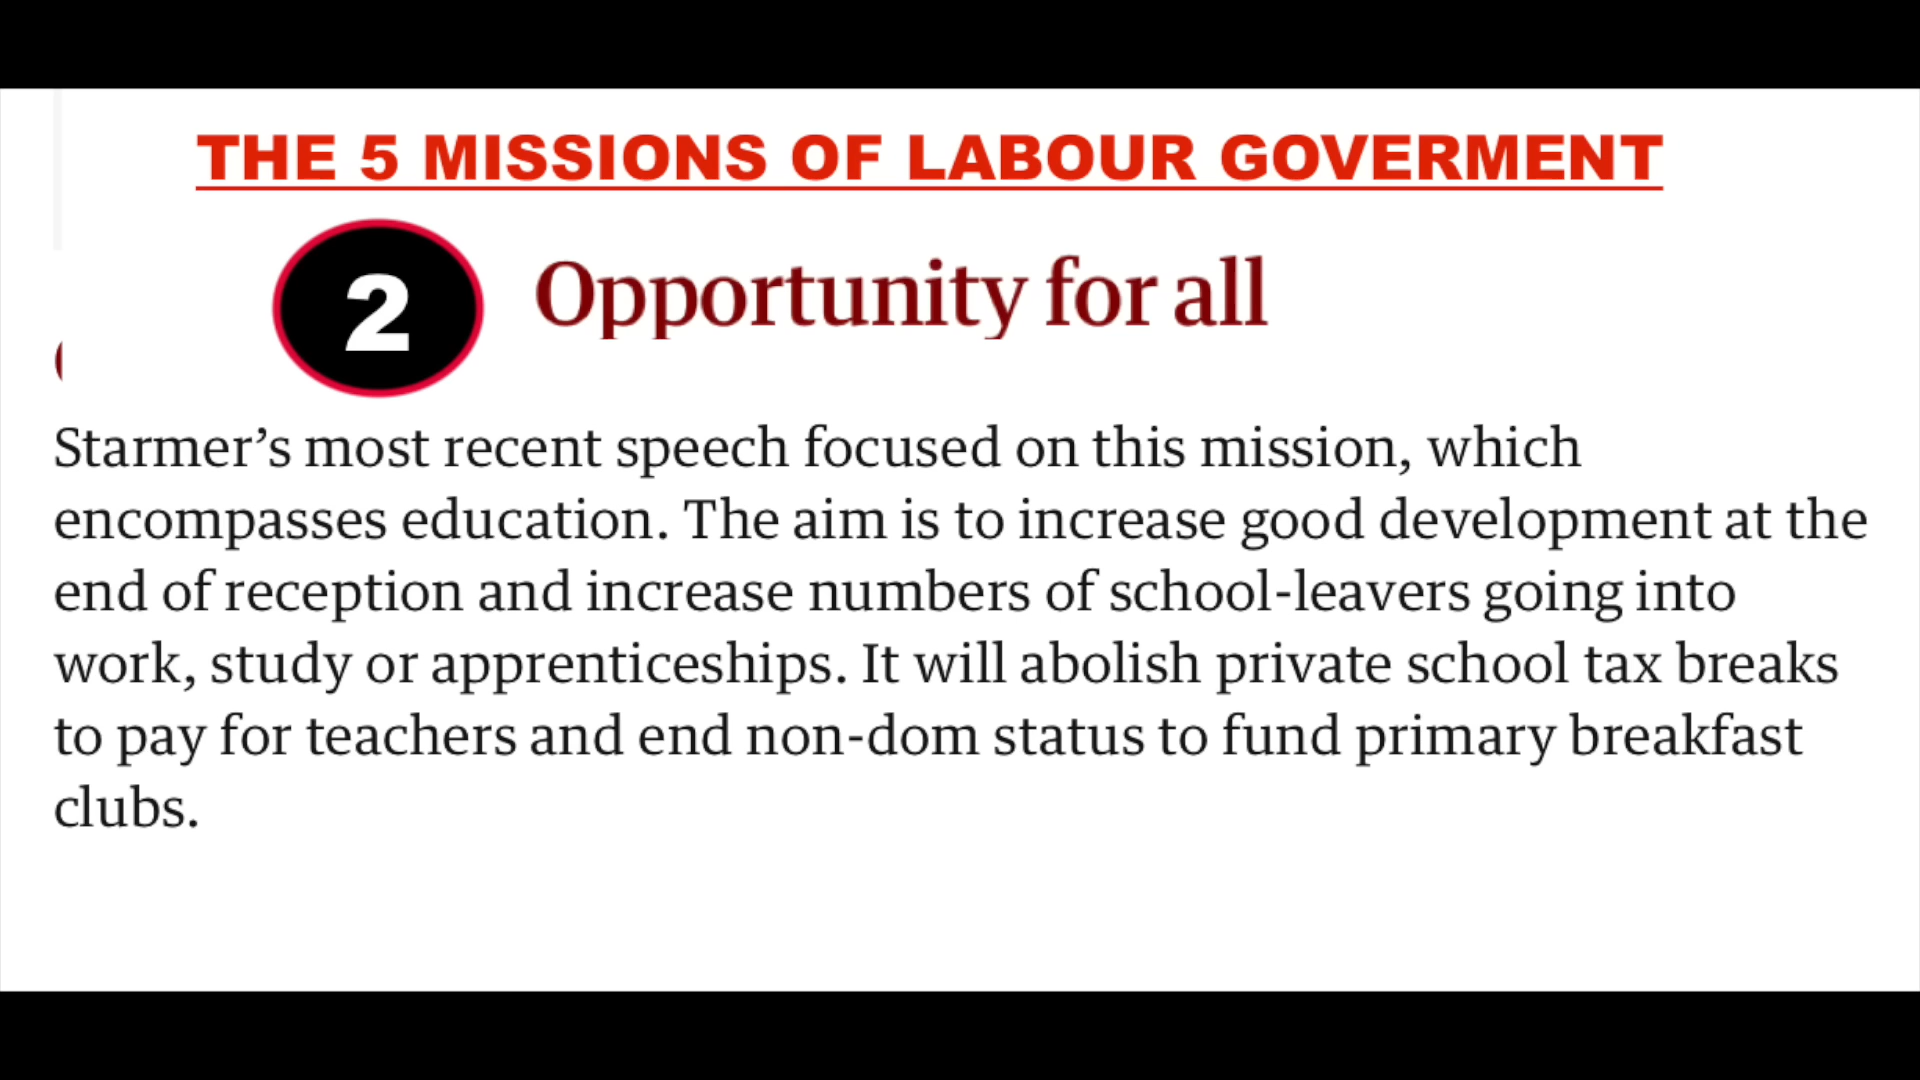 THE 5 MISSIONS OF LABOUR GOVERMENT
2 Opportunity for all
Starmer’s most recent speech focused on this mission, which
encompasses education. The aim is to increase good development at the
end of reception and increase numbers of school-leavers going into
work, study or apprenticeships. It will abolish private school tax breaks
to pay for teachers and end non-dom status to fund primary breakfast
clubs.